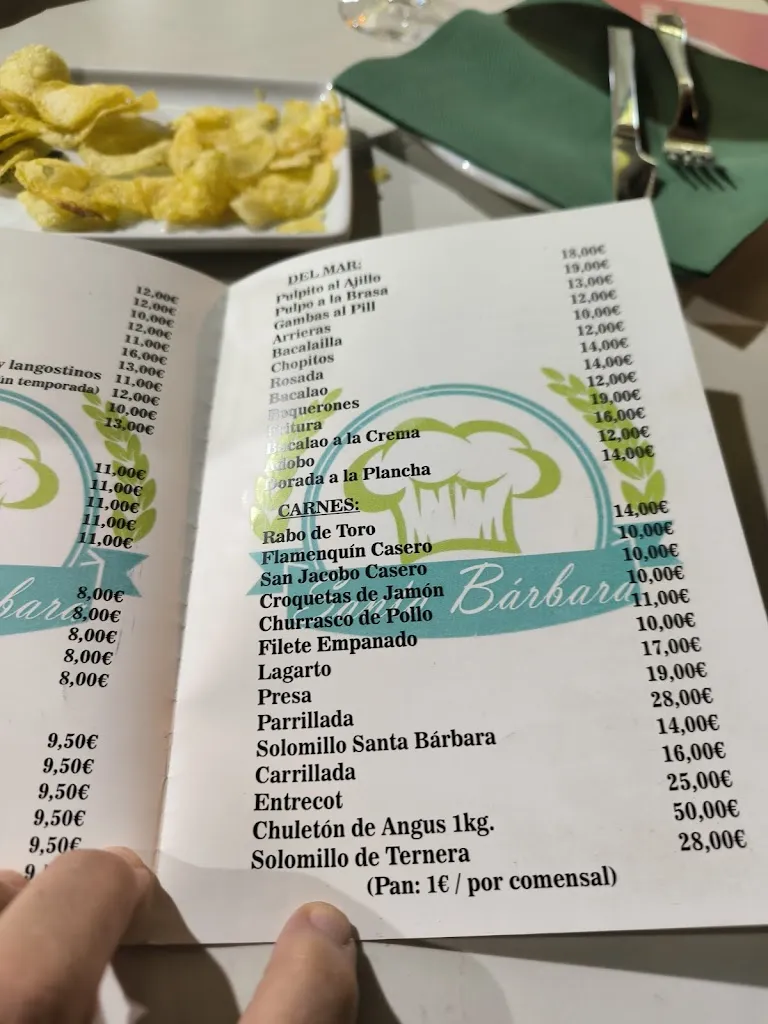 12,00€
12,00€
10,00€
12,00€
11,00€
16,00€
y langostinos 13,00€
ún temporada) 11,00€
12,00€
10,00€
13,00€
11,00€
11,00€
11,00€
11,00€
11,00€
bara
8,00€
8,00€
8,00€
8,00€
8,00€
9,50€
9,50€
9,50€
9,50€
9,50€
DEL MAR:
Pulpito al Ajillo 18,00€
Pulpo a la Brasa 19,00€
Gambas al Pill 13,00€
Arrieras 12,00€
Bacalailla 10,00€
Chopitos 12,00€
Rosada 14,00€
Bacalao 14,00€
Boquerones 12,00€
Fritura 19,00€
Bacalao a la Crema 16,00€
Adobo 12,00€
Dorada a la Plancha 14,00€
CARNES:
Rabo de Toro 14,00€
Flamenquín Casero 10,00€
San Jacobo Casero 10,00€
Croquetas de Jamón 10,00€
Churrasco de Pollo 11,00€
Filete Empanado 10,00€
Lagarto 17,00€
Presa 19,00€
Parrillada 28,00€
Solomillo Santa Bárbara 14,00€
Carrillada 16,00€
Entrecot 25,00€
Chuletón de Angus 1kg. 50,00€
Solomillo de Ternera 28,00€
(Pan: 1€ / por comensal)
Santa Bárbara